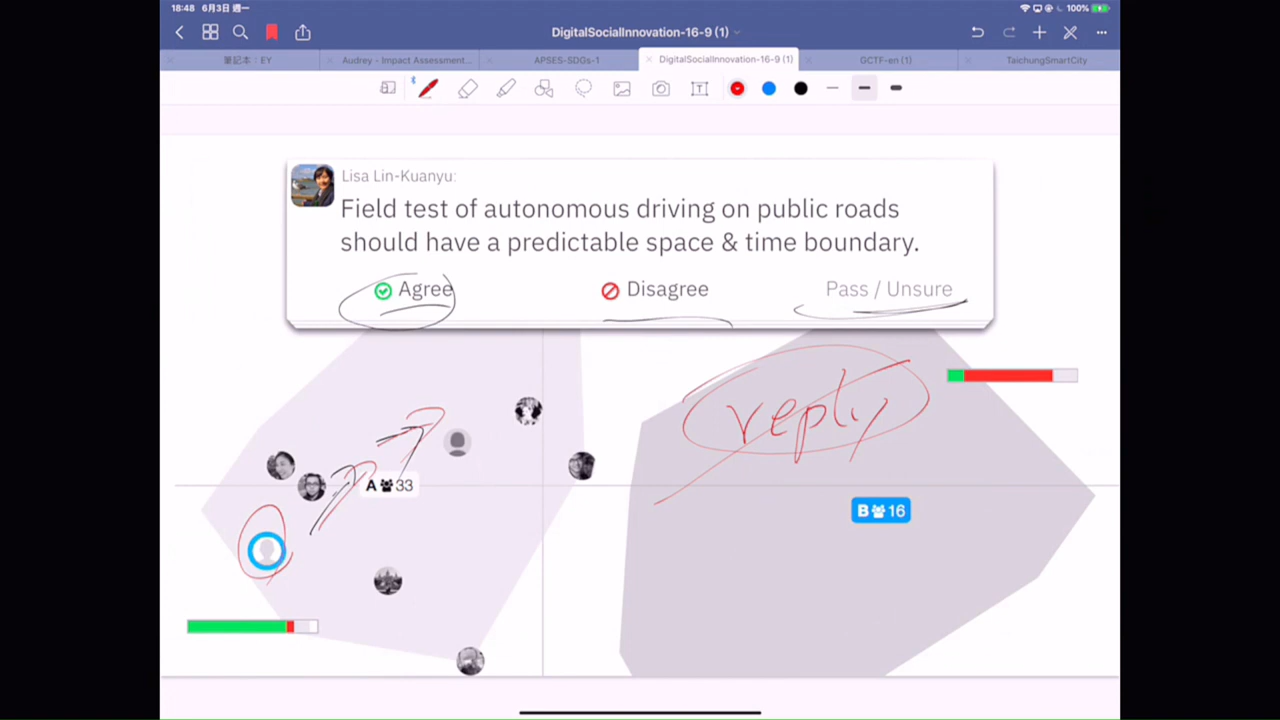 18:48 6月3日 週一
100%
DigitalSocialInnovation-16-9 (1)
筆記本：EY
Audrey - Impact Assessment...
APSES-SDGs-1
DigitalSocialInnovation-16-9 (1)
GCTF-en (1)
TaichungSmartCity
Lisa Lin-Kuanyu:
Field test of autonomous driving on public roads
should have a predictable space & time boundary.
Agree
Disagree
Pass / Unsure
reply
A 33
B 16